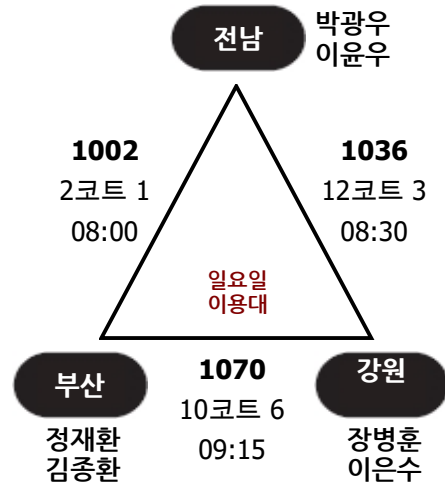 전남
박광우
이윤우
1002
2코트 1
08:00
1036
12코트 3
08:30
일요일
이용대
부산
정재환
김종환
1070
10코트 6
09:15
강원
장병훈
이은수